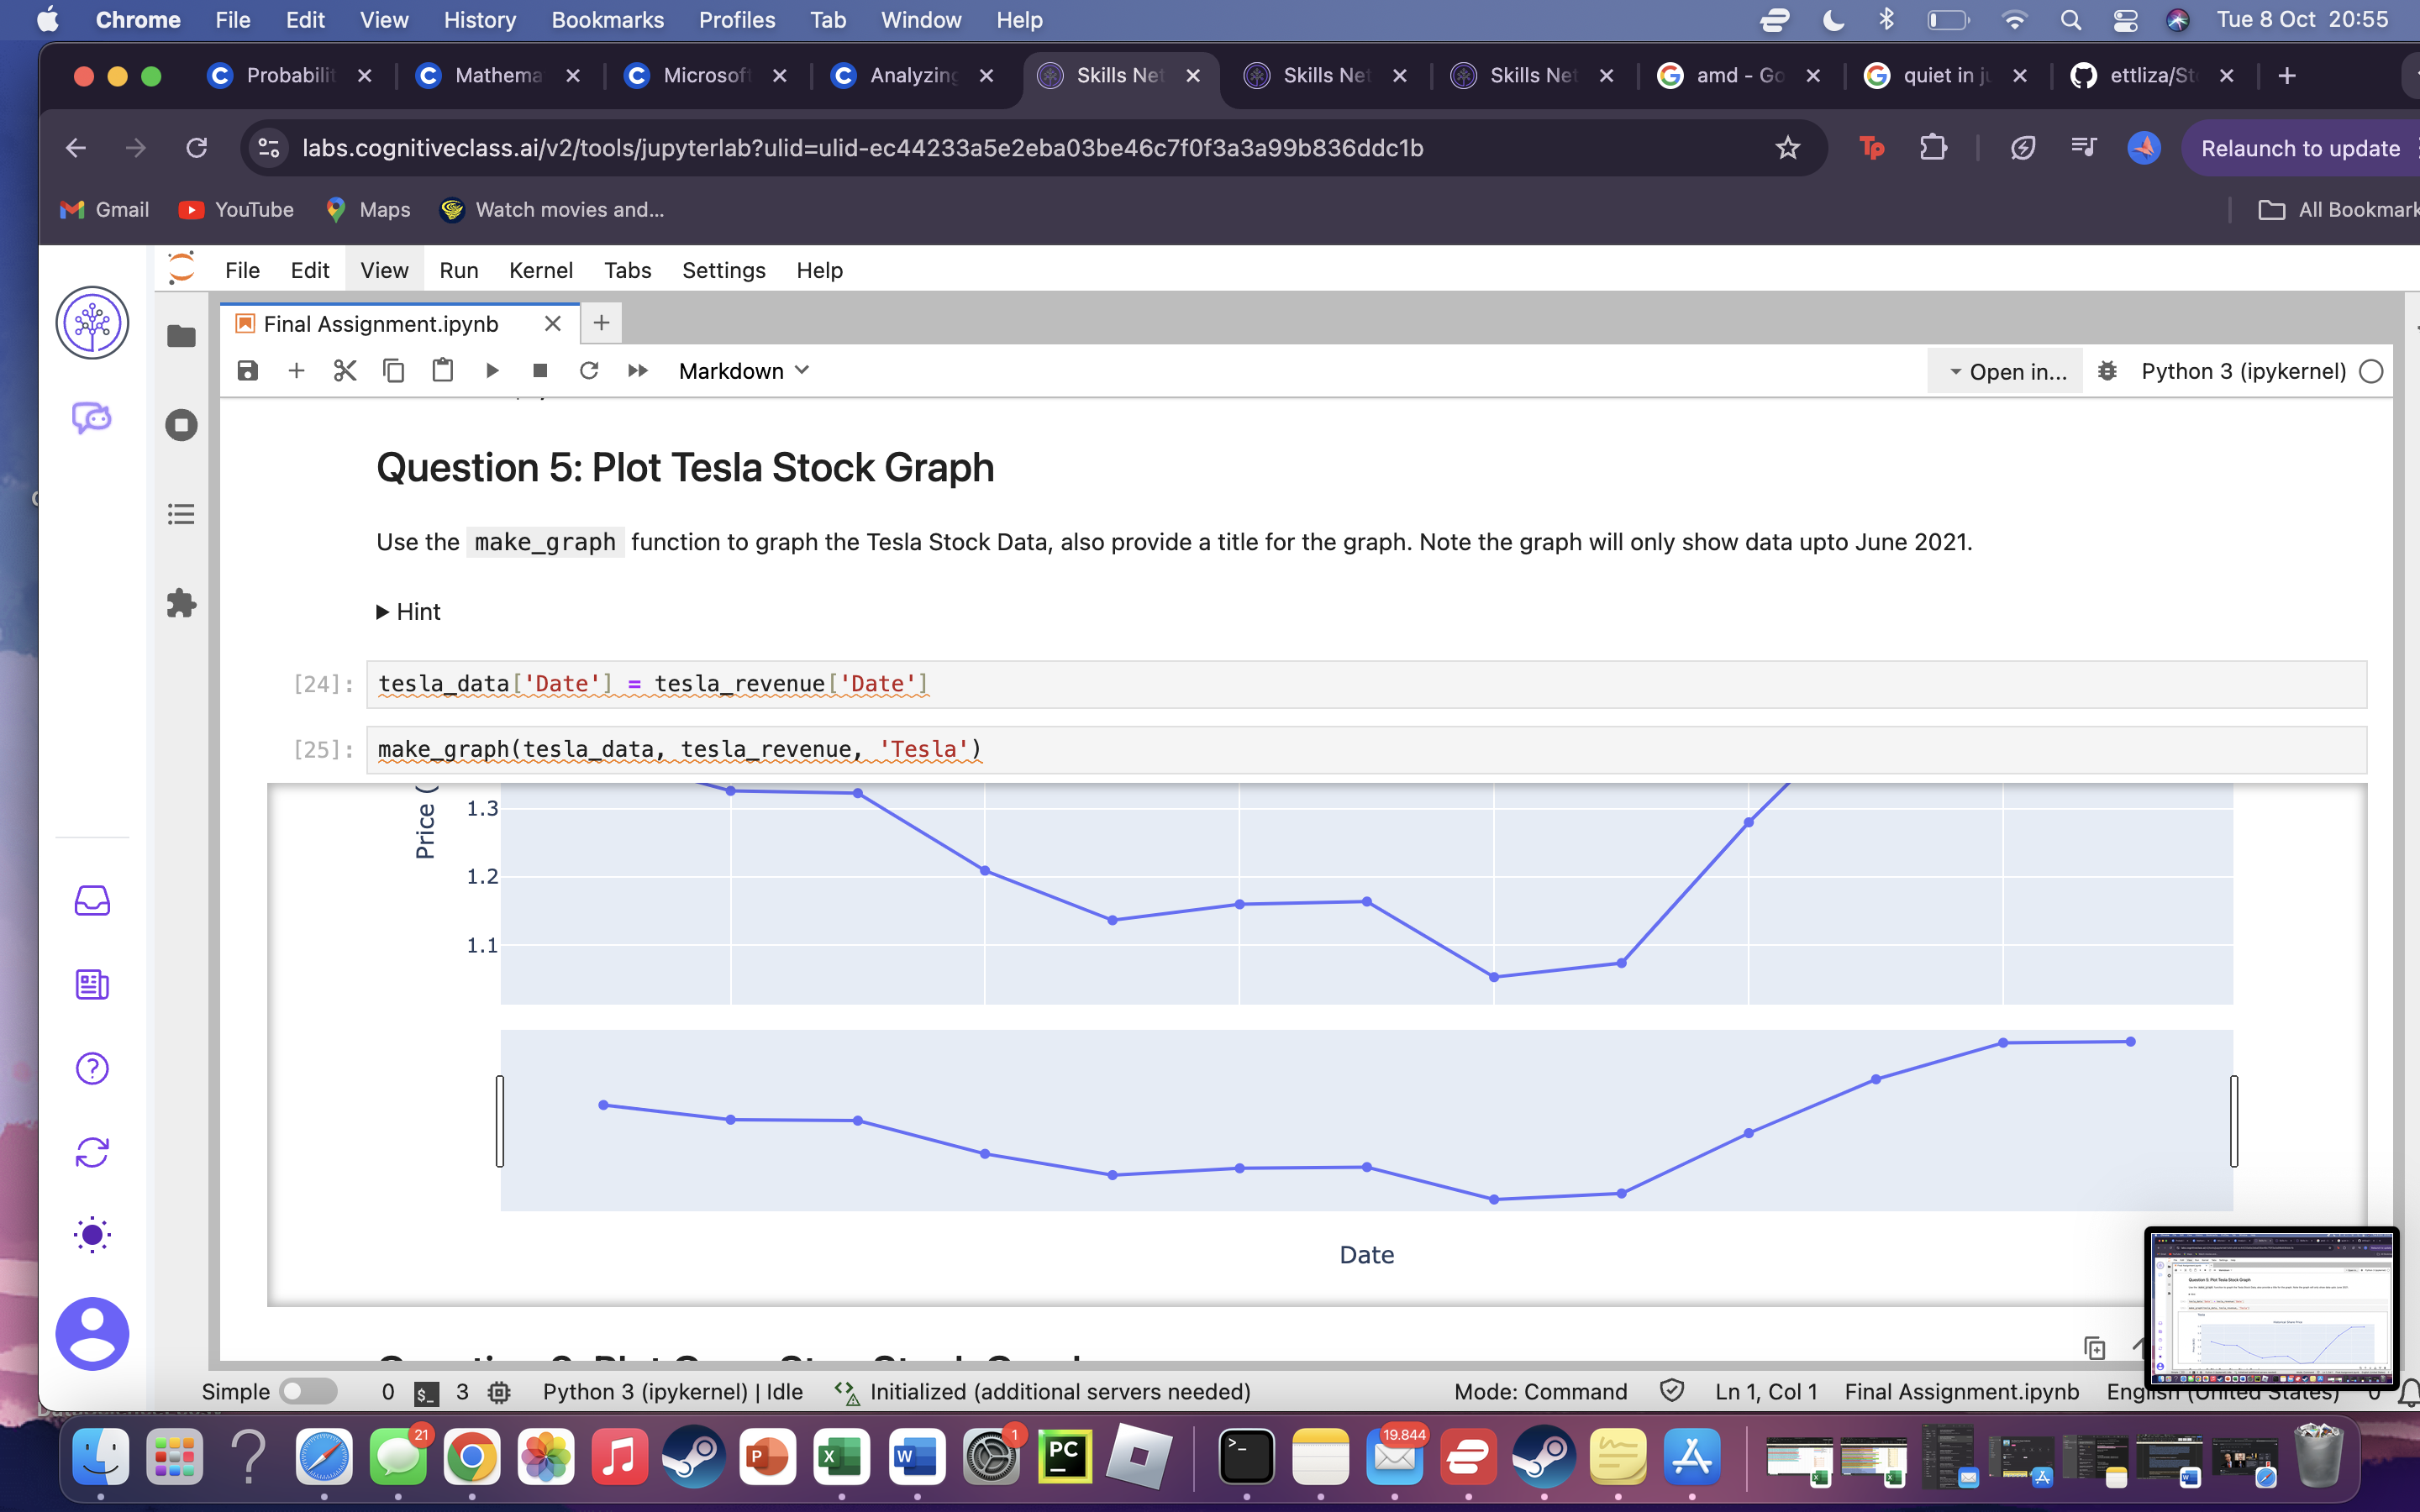 Chrome File Edit View History Bookmarks Profiles Tab Window Help Tue 8 Oct 20:55
Probabilit Mathema Microsoft Analyzing Skills Net Skills Net Skills Net amd - Go quiet in ju ettliza/St
labs.cognitiveclass.ai/v2/tools/jupyterlab?ulid=ulid-ec44233a5e2eba03be46c7f0f3a3a99b836ddc1b Tp Relaunch to update
Gmail YouTube Maps Watch movies and... All Bookmark
File Edit View Run Kernel Tabs Settings Help
Final Assignment.ipynb
Markdown Open in... Python 3 (ipykernel)
Question 5: Plot Tesla Stock Graph
Use the make_graph function to graph the Tesla Stock Data, also provide a title for the graph. Note the graph will only show data upto June 2021.
Hint
[24]: tesla_data['Date'] = tesla_revenue['Date']
[25]: make_graph(tesla_data, tesla_revenue, 'Tesla')
Price (
1.3
1.2
1.1
Date
Simple 0 $_ 3 Python 3 (ipykernel) | Idle Initialized (additional servers needed) Mode: Command Ln 1, Col 1 Final Assignment.ipynb English (United States) 0
21 1 19.844
P X W PC >_